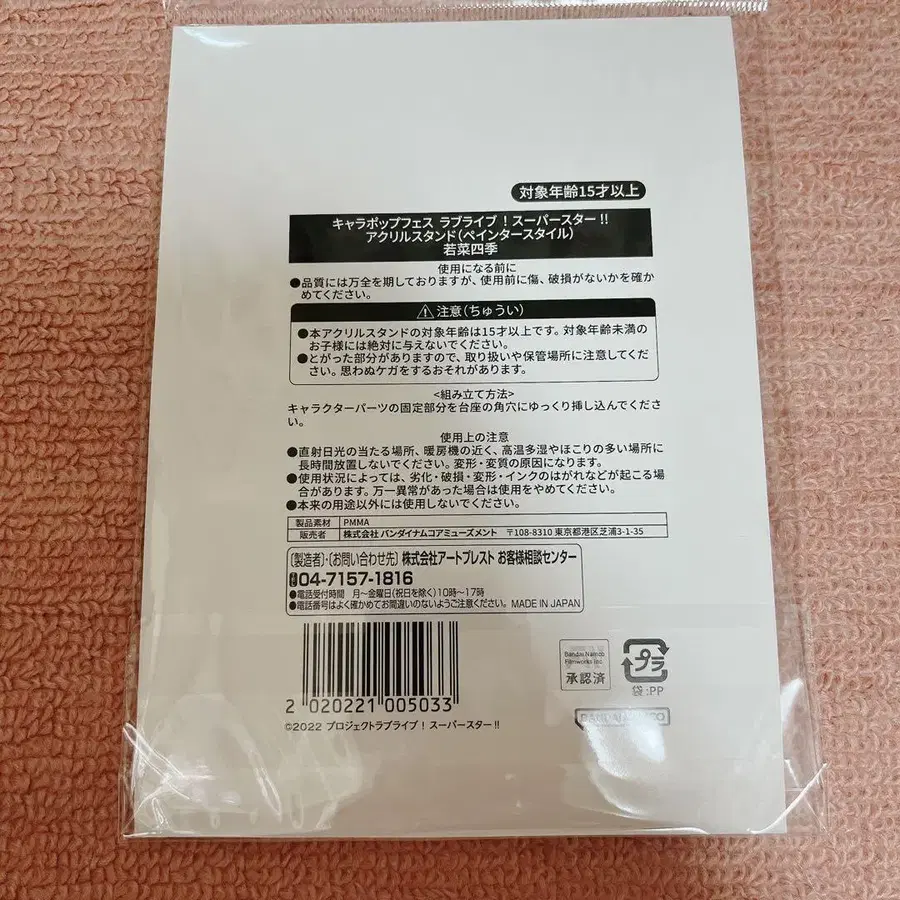 対象年齢15才以上
キャラポップフェス ラブライブ！スーパースター!!
アクリルスタンド(ペインタースタイル)
若菜四季
使用になる前に
●品質には万全を期しておりますが、使用前に傷、破損がないかを確か
めてください。
⚠注意(ちゅうい)
●本アクリルスタンドの対象年齢は15才以上です。対象年齢未満の
お子様には絶対に与えないでください。
●とがった部分がありますので、取り扱いや保管場所に注意してくだ
さい。思わぬケガをするおそれがあります。
<組み立て方法>
キャラクターパーツの固定部分を台座の角穴にゆっくり挿し込んでくださ
い。
使用上の注意
●直射日光の当たる場所、暖房機の近く、高温多湿やほこりの多い場所に
長時間放置しないでください。変形・変質の原因になります。
●使用状況によっては、劣化・破損・変形・インクのはがれなどが起こる場
合があります。万一異常があった場合は使用をやめてください。
●本来の用途以外には使用しないでください。
製品素材 PMMA
販売者 株式会社 バンダイナムコアミューズメント 〒108-8310 東京都港区芝浦3-1-35
〔製造者〕・〔お問い合わせ先〕株式会社アートプレスト お客様相談センター
04-7157-1816
●電話受付時間 月〜金曜日(祝日を除く)10時〜17時
●電話番号はよく確かめてお間違いのないようご注意ください。 MADE IN JAPAN
2 020221 005033
Bandai Namco
Filmworks Inc.
承認済
プラ
袋:PP
©2022 プロジェクトラブライブ！スーパースター!!